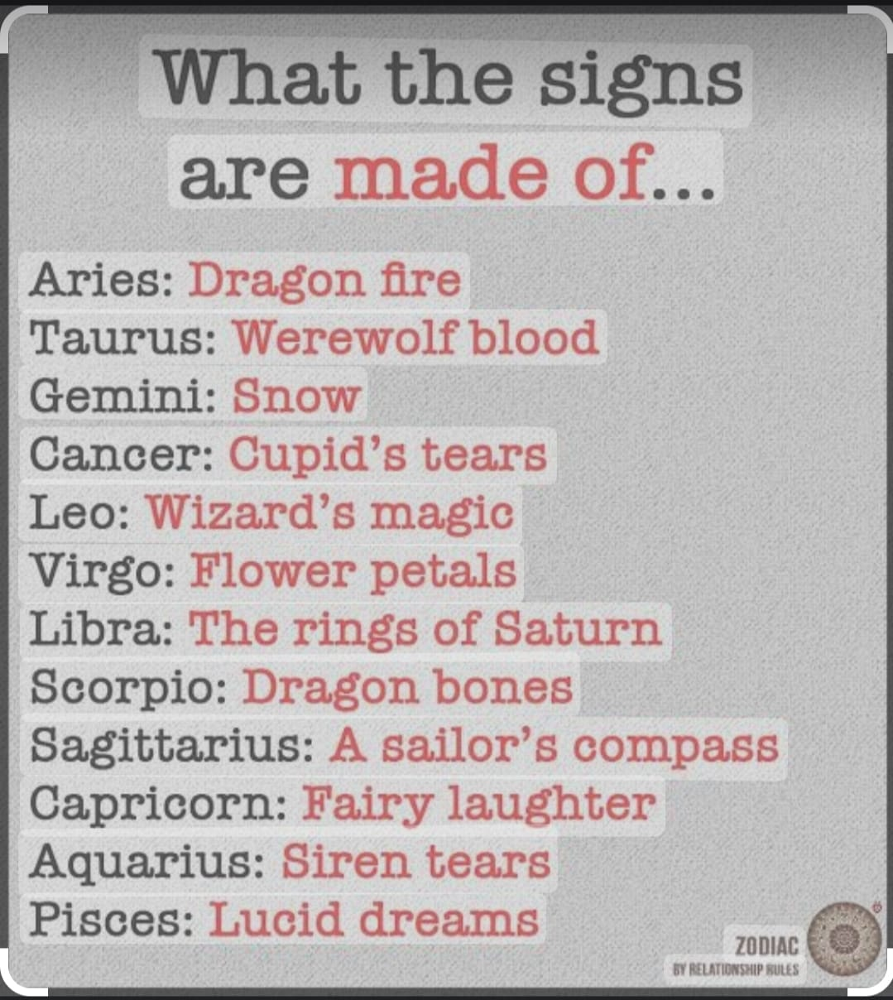 What the signs
are made of...
Aries: Dragon fire
Taurus: Werewolf blood
Gemini: Snow
Cancer: Cupid’s tears
Leo: Wizard’s magic
Virgo: Flower petals
Libra: The rings of Saturn
Scorpio: Dragon bones
Sagittarius: A sailor’s compass
Capricorn: Fairy laughter
Aquarius: Siren tears
Pisces: Lucid dreams
ZODIAC
BY RELATIONSHIP RULES